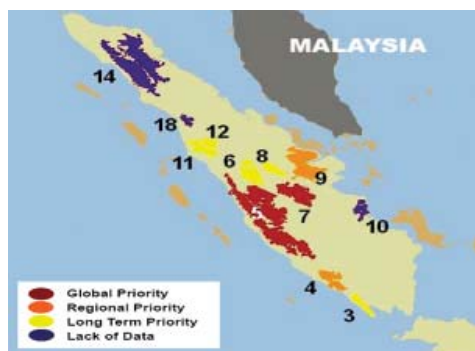 MALAYSIA
14
18
12
11
6
8
9
7
10
4
3
Global Priority
Regional Priority
Long Term Priority
Lack of Data